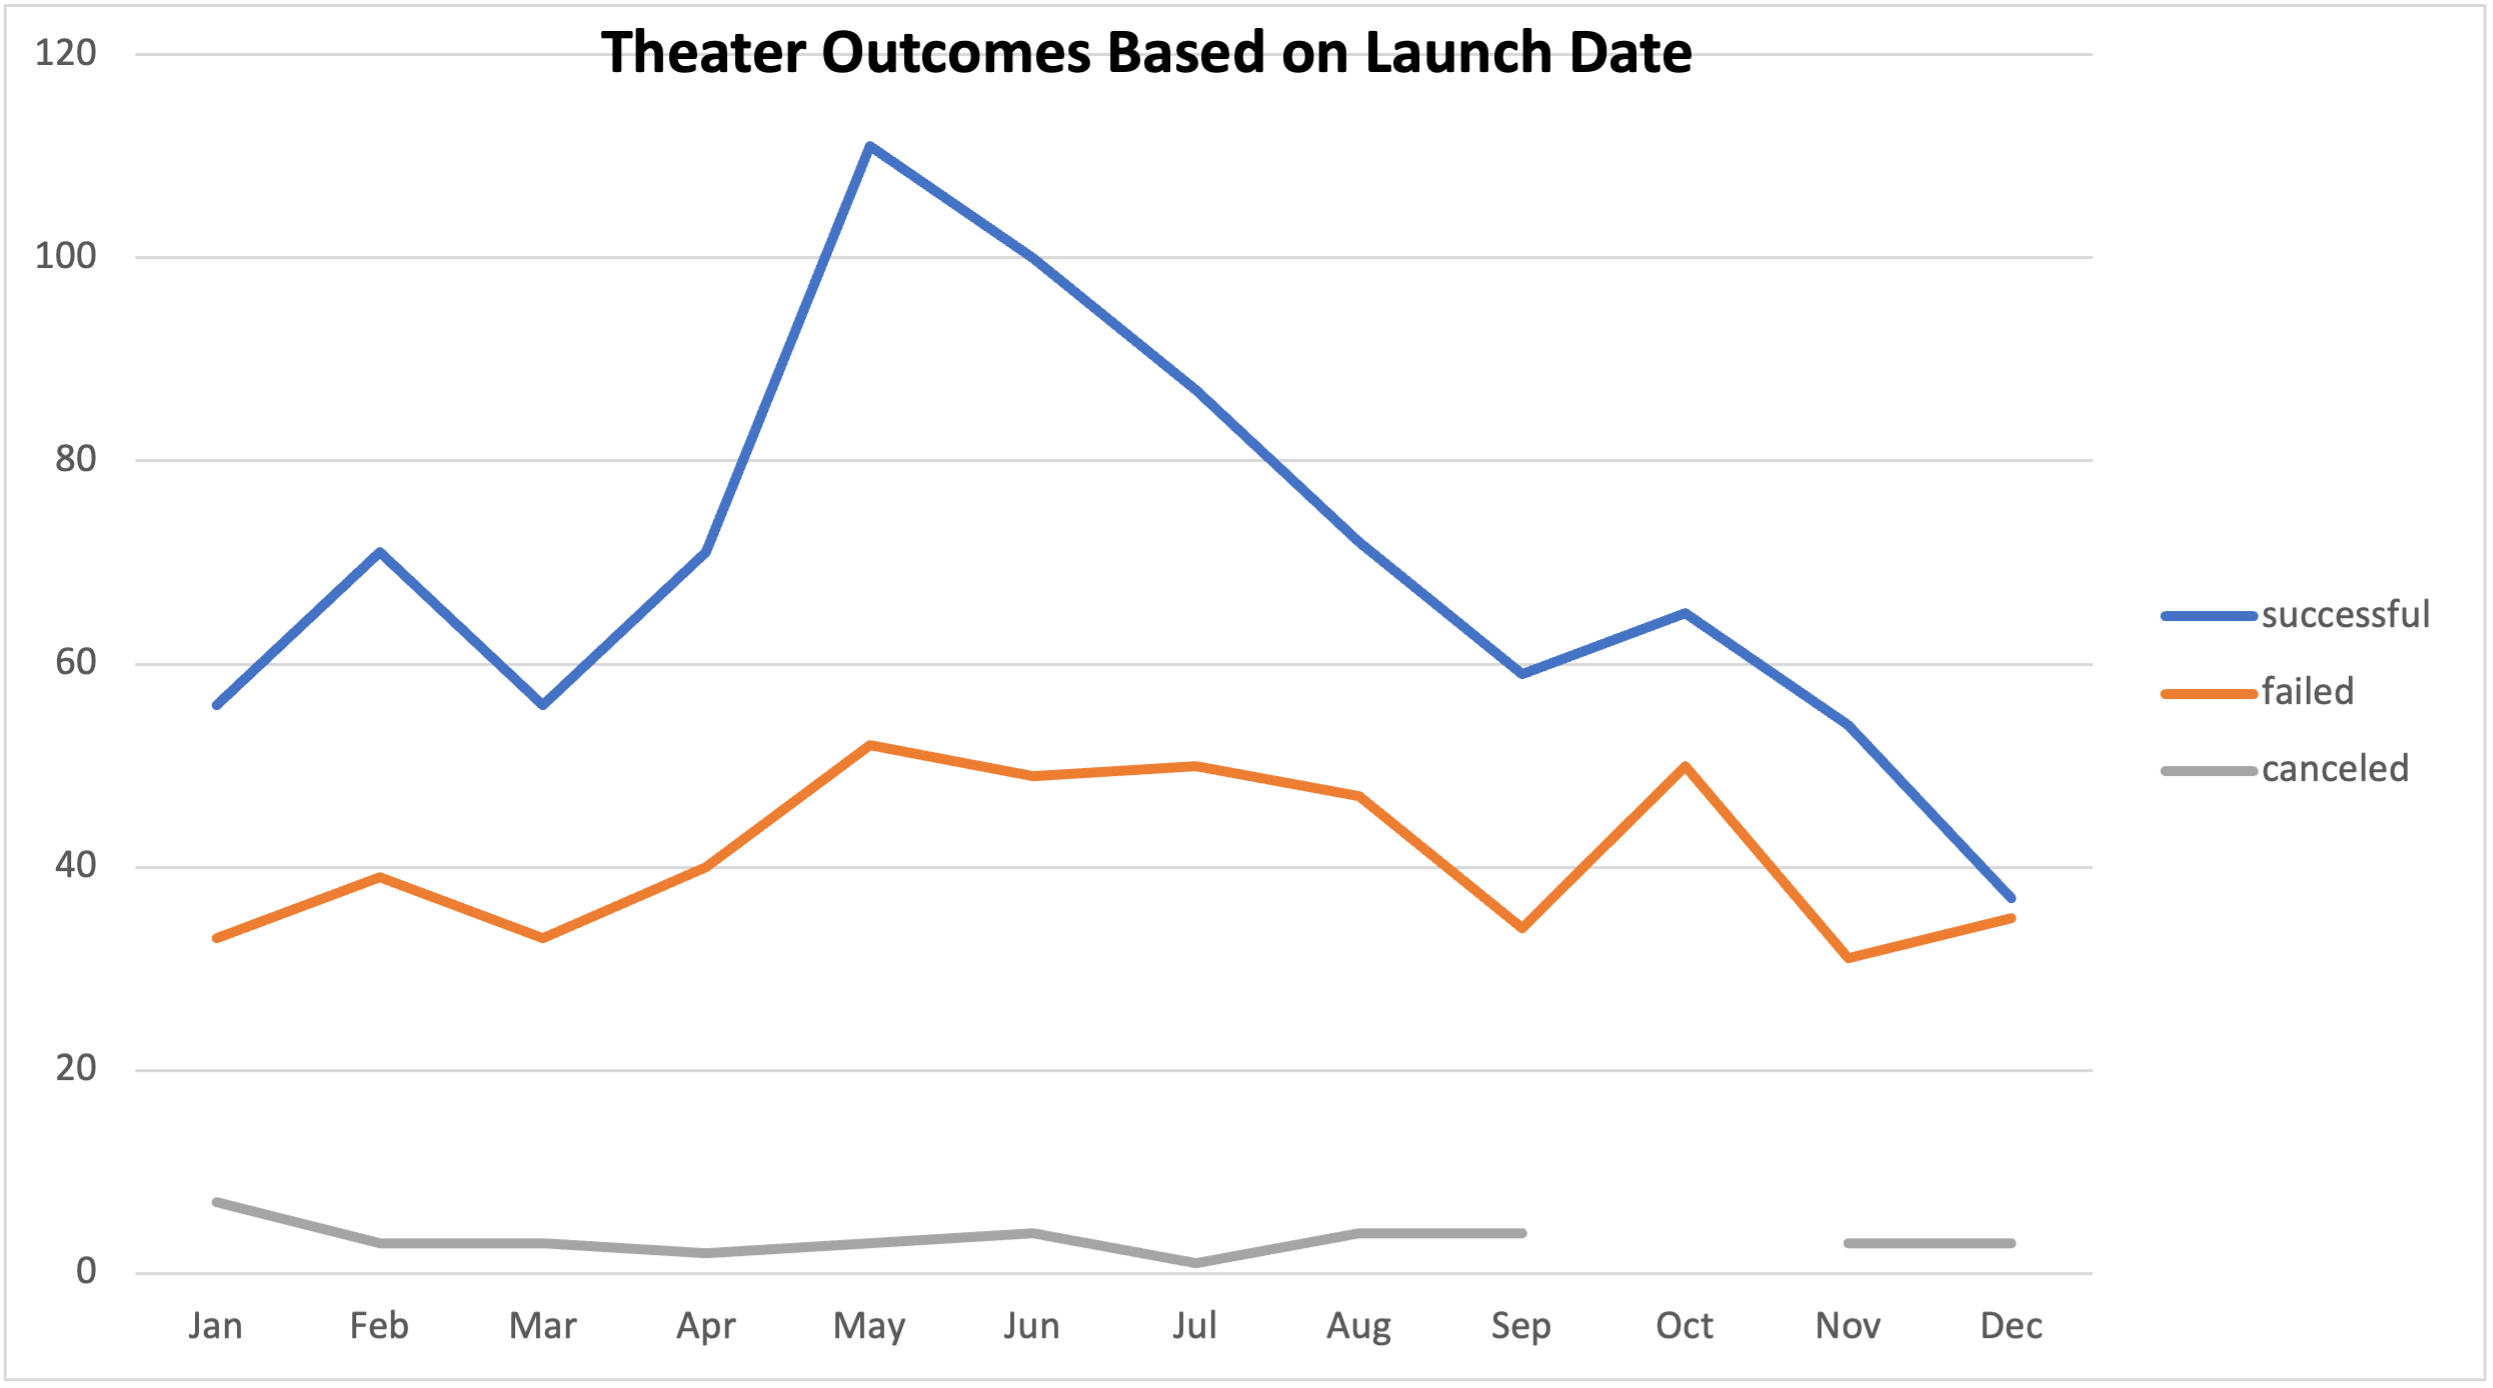 Theater Outcomes Based on Launch Date
120
100
80
60
40
20
0
Jan Feb Mar Apr May Jun Jul Aug Sep Oct Nov Dec
successful
failed
canceled